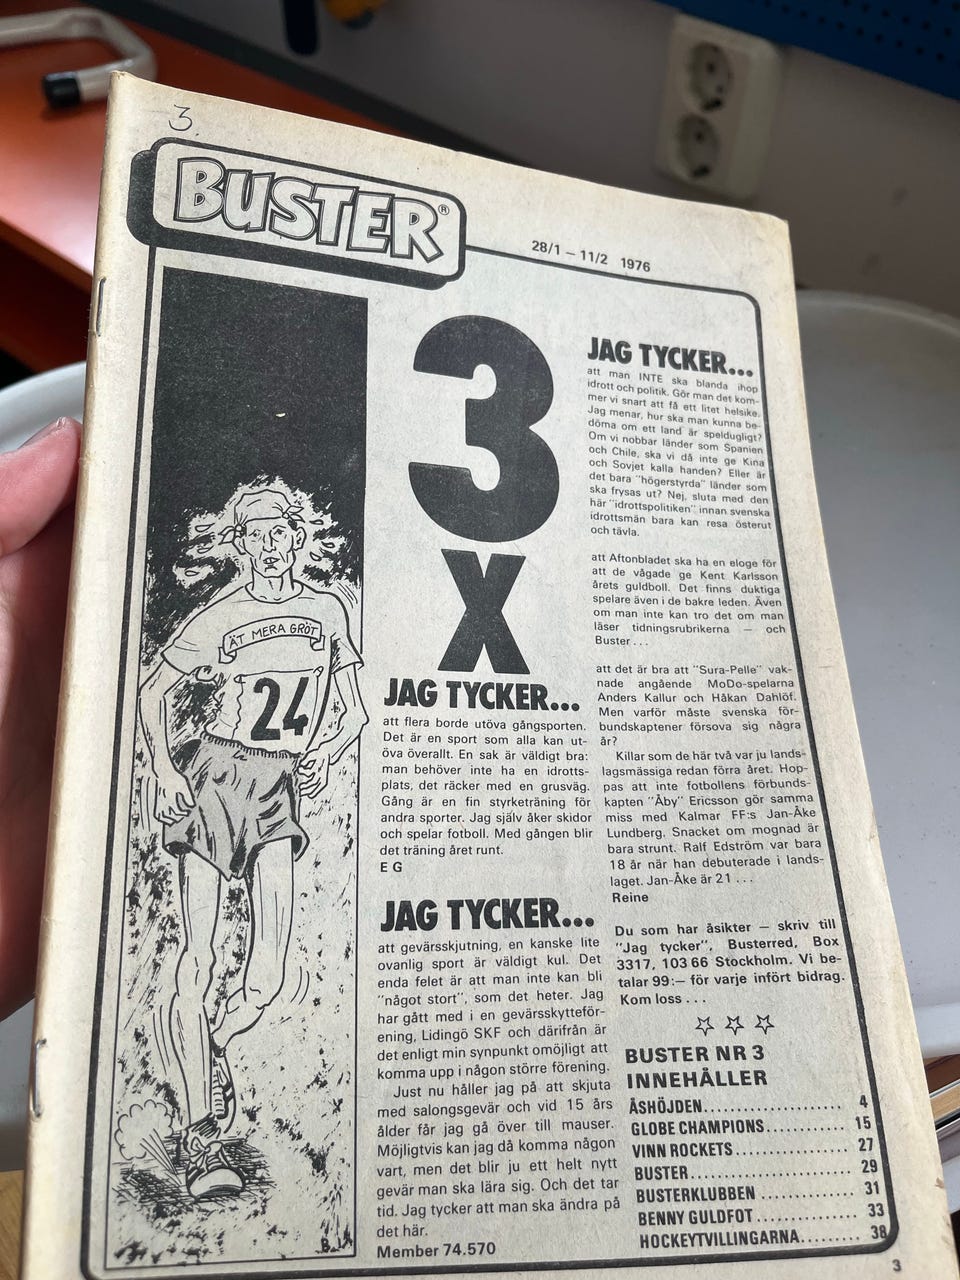 3.
BUSTER®
28/1 – 11/2 1976
ÄT MERA GRÖT
24
B.J.
3
X
JAG TYCKER...
att flera borde utöva gångsporten.
Det är en sport som alla kan ut-
öva överallt. En sak är väldigt bra:
man behöver inte ha en idrotts-
plats, det räcker med en grusväg.
Gång är en fin styrketräning för
andra sporter. Jag själv åker skidor
och spelar fotboll. Med gången blir
det träning året runt.
E G
JAG TYCKER...
att gevärsskjutning, en kanske lite
ovanlig sport är väldigt kul. Det
enda felet är att man inte kan bli
"något stort", som det heter. Jag
har gått med i en gevärsskytteför-
ening, Lidingö SKF och därifrån är
det enligt min synpunkt omöjligt att
komma upp i någon större förening.
Just nu håller jag på att skjuta
med salongsgevär och vid 15 års
ålder får jag gå över till mauser.
Möjligtvis kan jag då komma någon
vart, men det blir ju ett helt nytt
gevär man ska lära sig. Och det tar
tid. Jag tycker att man ska ändra på
det här.
Member 74.570
JAG TYCKER...
att man INTE ska blanda ihop
idrott och politik. Gör man det kom-
mer vi snart att få ett litet helsike.
Jag menar, hur ska man kunna be-
döma om ett land är speldugligt?
Om vi nobbar länder som Spanien
och Chile, ska vi då inte ge Kina
och Sovjet kalla handen? Eller är
det bara "högerstyrda" länder som
ska frysas ut? Nej, sluta med den
här "idrottspolitiken" innan svenska
idrottsmän bara kan resa österut
och tävla.
att Aftonbladet ska ha en eloge för
att de vågade ge Kent Karlsson
årets guldboll. Det finns duktiga
spelare även i de bakre leden. Även
om man inte kan tro det om man
läser tidningsrubrikerna — och
Buster...
att det är bra att "Sura-Pelle" vak-
nade angående MoDo-spelarna
Anders Kallur och Håkan Dahlöf.
Men varför måste svenska för-
bundskaptener försova sig några
år?
Killar som de här två var ju lands-
lagsmässiga redan förra året. Hop-
pas att inte fotbollens förbunds-
kapten "Åby" Ericsson gör samma
miss med Kalmar FF:s Jan-Åke
Lundberg. Snacket om mognad är
bara strunt. Ralf Edström var bara
18 år när han debuterade i lands-
laget. Jan-Åke är 21 ...
Reine
Du som har åsikter — skriv till
"Jag tycker", Busterred, Box
3317, 103 66 Stockholm. Vi be-
talar 99:— för varje infört bidrag.
Kom loss ...
BUSTER NR 3
INNEHÅLLER
ÅSHÖJDEN..................... 4
GLOBE CHAMPIONS............ 15
VINN ROCKETS................ 27
BUSTER....................... 29
BUSTERKLUBBEN .............. 31
BENNY GULDFOT.............. 33
HOCKEYTVILLINGARNA......... 38
3